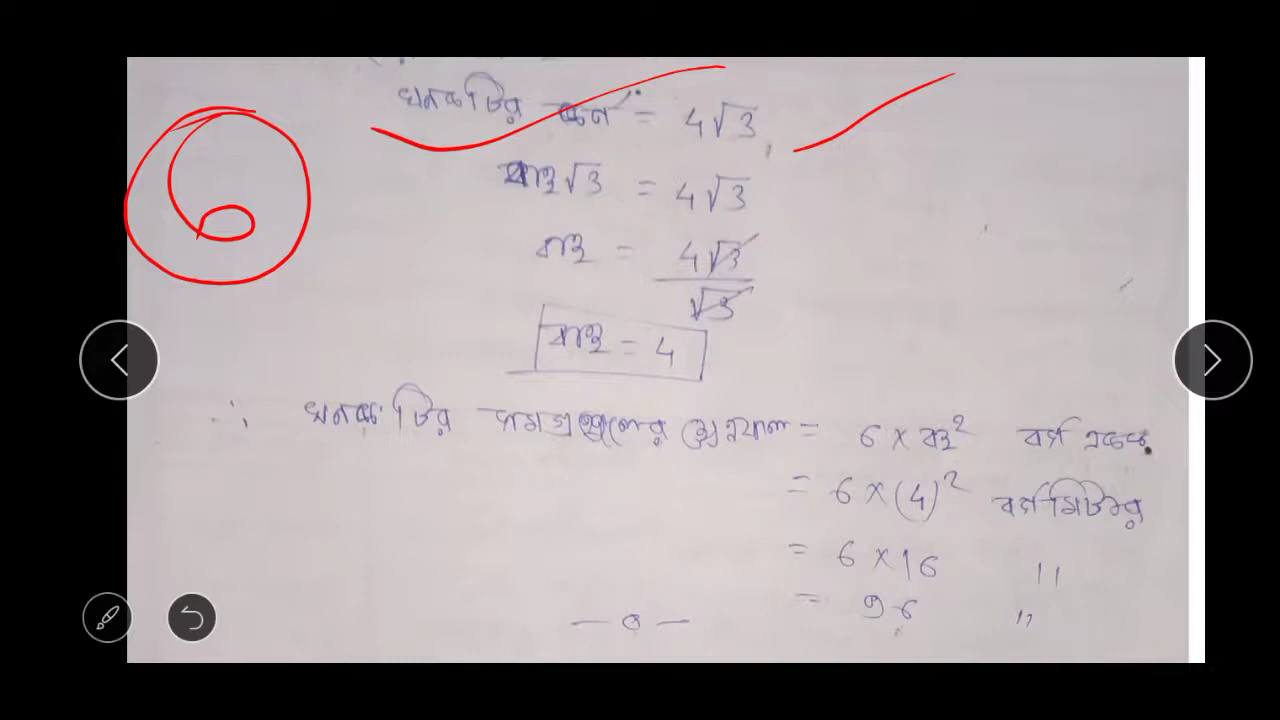 ঘনকটির কর্ণ = 4√3,
বাহু√3 = 4√3
বাহু = 4√3 / √3
বাহু = 4
∴ ঘনকটির সমগ্রতলের ক্ষেত্রফল = 6 × বাহু² বর্গ একক
= 6 × (4)² বর্গমিটার
= 6 × 16 "
= 96 "
— ० —